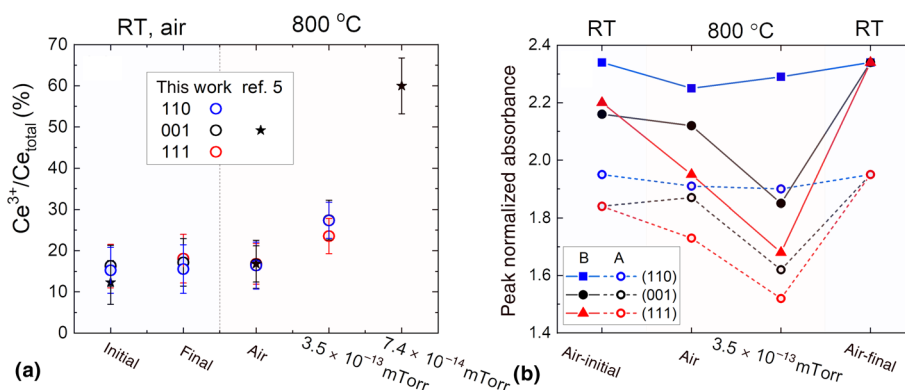 RT, air
800 °C
70
60
50
40
30
20
10
0
Ce³⁺/Ce_total (%)
This work ref. 5
110
001
111
Initial
Final
Air
3.5 × 10⁻¹³ mTorr
7.4 × 10⁻¹⁴ mTorr
(a)
RT
800 °C
RT
2.4
2.2
2.0
1.8
1.6
1.4
Peak normalized absorbance
B A
(110)
(001)
(111)
Air-initial
Air
3.5 × 10⁻¹³ mTorr
Air-final
(b)